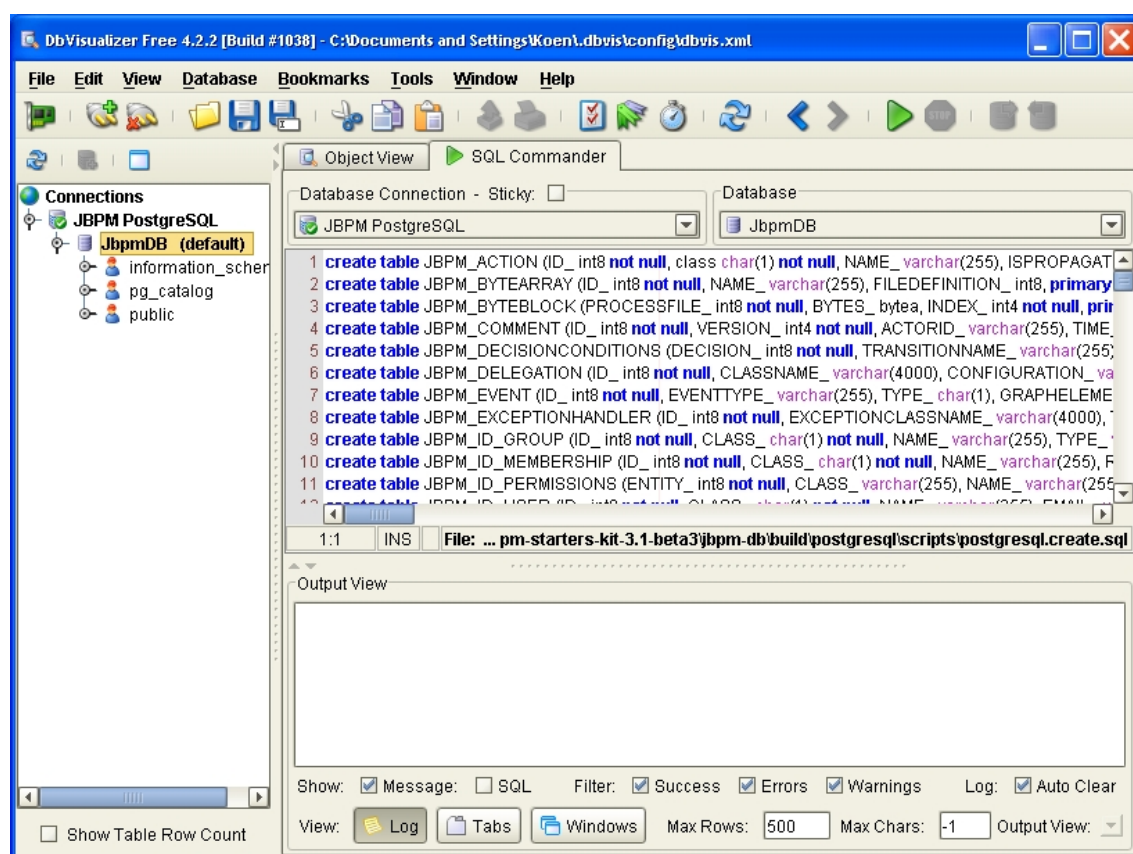 DbVisualizer Free 4.2.2 [Build #1038] - C:\Documents and Settings\Koen\.dbvis\config\dbvis.xml
File Edit View Database Bookmarks Tools Window Help
STOP
Object View SQL Commander
Connections
JBPM PostgreSQL
JbpmDB (default)
information_scher
pg_catalog
public
Database Connection - Sticky:
Database
JBPM PostgreSQL
JbpmDB
1 create table JBPM_ACTION (ID_ int8 not null, class char(1) not null, NAME_ varchar(255), ISPROPAGAT
2 create table JBPM_BYTEARRAY (ID_ int8 not null, NAME_ varchar(255), FILEDEFINITION_ int8, primary
3 create table JBPM_BYTEBLOCK (PROCESSFILE_ int8 not null, BYTES_ bytea, INDEX_ int4 not null, prir
4 create table JBPM_COMMENT (ID_ int8 not null, VERSION_ int4 not null, ACTORID_ varchar(255), TIME_
5 create table JBPM_DECISIONCONDITIONS (DECISION_ int8 not null, TRANSITIONNAME_ varchar(255)
6 create table JBPM_DELEGATION (ID_ int8 not null, CLASSNAME_ varchar(4000), CONFIGURATION_ va
7 create table JBPM_EVENT (ID_ int8 not null, EVENTTYPE_ varchar(255), TYPE_ char(1), GRAPHELEME
8 create table JBPM_EXCEPTIONHANDLER (ID_ int8 not null, EXCEPTIONCLASSNAME_ varchar(4000),
9 create table JBPM_ID_GROUP (ID_ int8 not null, CLASS_ char(1) not null, NAME_ varchar(255), TYPE_
10 create table JBPM_ID_MEMBERSHIP (ID_ int8 not null, CLASS_ char(1) not null, NAME_ varchar(255), R
11 create table JBPM_ID_PERMISSIONS (ENTITY_ int8 not null, CLASS_ varchar(255), NAME_ varchar(255
1:1 INS File: ... pm-starters-kit-3.1-beta3\jbpm-db\build\postgresql\scripts\postgresql.create.sql
Output View
Show: Message: SQL Filter: Success Errors Warnings Log: Auto Clear
Show Table Row Count
View: Log Tabs Windows Max Rows: 500 Max Chars: -1 Output View: